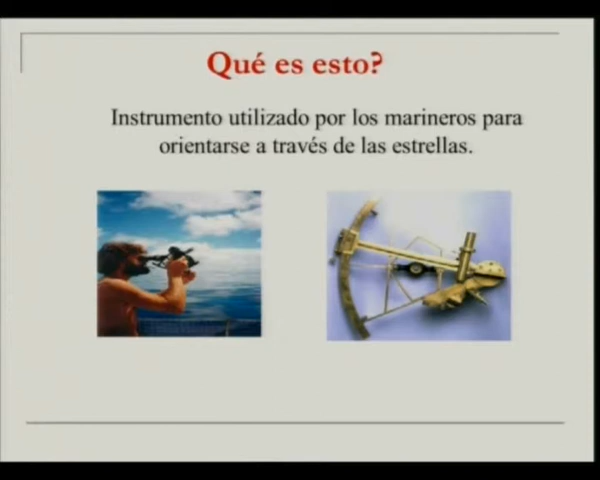 Qué es esto?
Instrumento utilizado por los marineros para
orientarse a través de las estrellas.